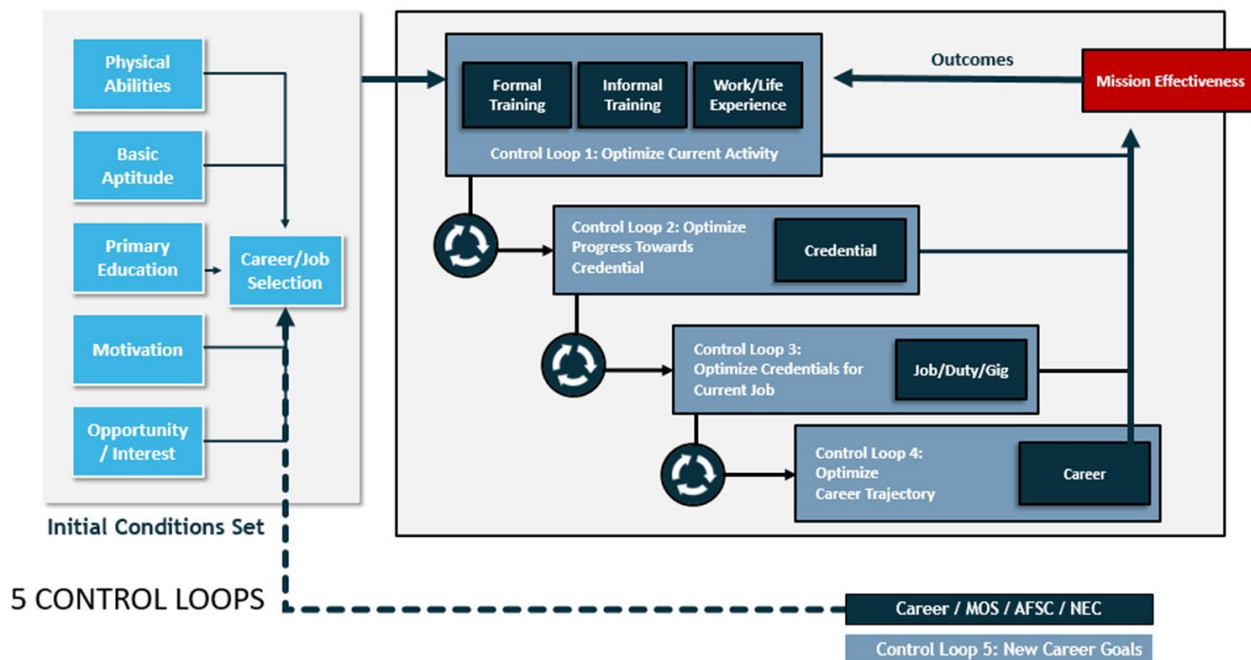 Physical
Abilities
Basic
Aptitude
Primary
Education
Motivation
Opportunity
/ Interest
Career/Job
Selection
Initial Conditions Set
Formal
Training
Informal
Training
Work/Life
Experience
Control Loop 1: Optimize Current Activity
Outcomes
Mission Effectiveness
Control Loop 2: Optimize
Progress Towards
Credential
Credential
Control Loop 3:
Optimize Credentials for
Current Job
Job/Duty/Gig
Control Loop 4:
Optimize
Career Trajectory
Career
5 CONTROL LOOPS
Career / MOS / AFSC / NEC
Control Loop 5: New Career Goals